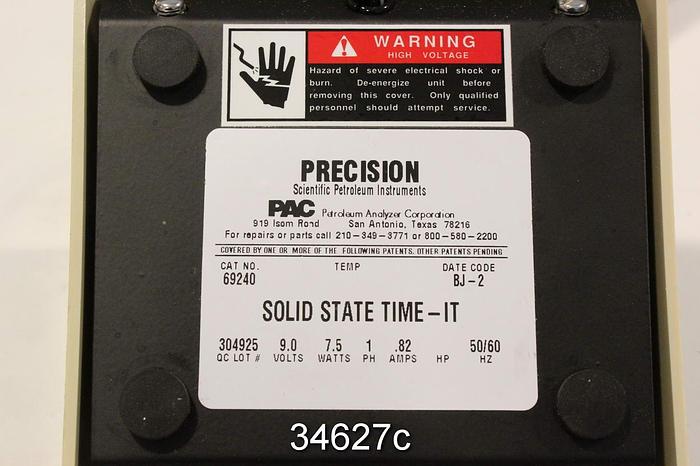 WARNING
HIGH VOLTAGE
Hazard of severe electrical shock or
burn. De-energize unit before
removing this cover. Only qualified
personnel should attempt service.
PRECISION
Scientific Petroleum Instruments
PAC Petroleum Analyzer Corporation
919 Isom Road San Antonio, Texas 78216
For repairs or parts call 210-349-3771 or 800-580-2200
COVERED BY ONE OR MORE OF THE FOLLOWING PATENTS. OTHER PATENTS PENDING
CAT NO. TEMP DATE CODE
69240 BJ-2
SOLID STATE TIME-IT
304925 9.0 7.5 1 .82 50/60
QC LOT # VOLTS WATTS PH AMPS HP HZ
34627c